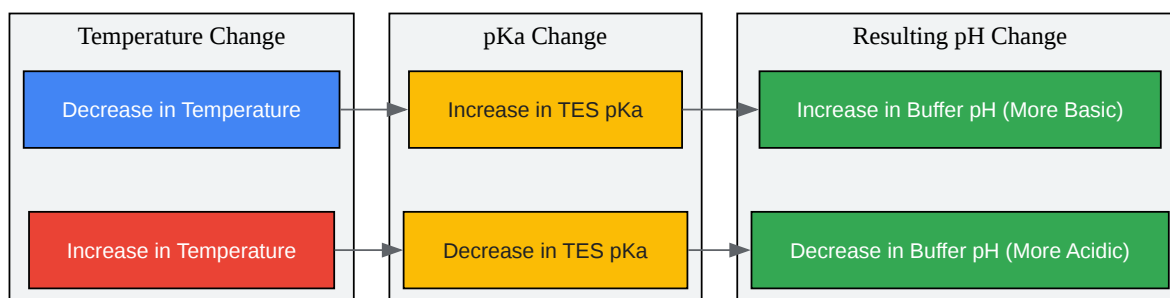 Temperature Change
pKa Change
Resulting pH Change
Decrease in Temperature
Increase in TES pKa
Increase in Buffer pH (More Basic)
Increase in Temperature
Decrease in TES pKa
Decrease in Buffer pH (More Acidic)